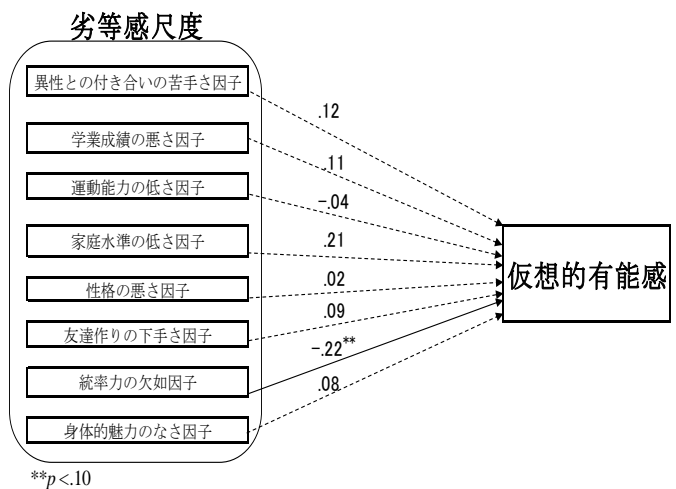 劣等感尺度
異性との付き合いの苦手さ因子
.12
学業成績の悪さ因子
.11
運動能力の低さ因子
-.04
家庭水準の低さ因子
.21
仮想的有能感
性格の悪さ因子
.02
友達作りの下手さ因子
.09
統率力の欠如因子
-.22**
身体的魅力のなさ因子
.08
**p<.10